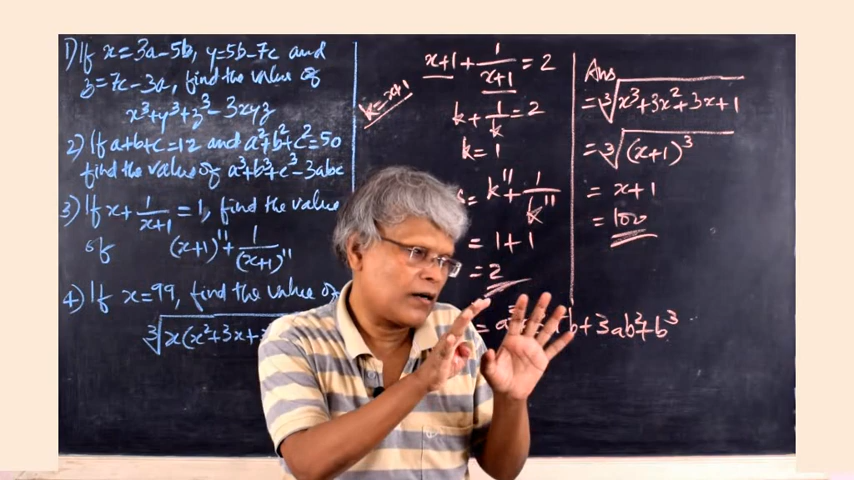 1) If x = 3a - 5b, y = 5b - 7c and
z = 7c - 3a, find the value of
x³ + y³ + z³ - 3xyz
2) If a+b+c = 12 and a²+b²+c² = 50
find the value of a³+b³+c³ - 3abc
3) If x + 1/(x+1) = 1, find the value
of (x+1)¹¹ + 1/(x+1)¹¹
4) If x = 99, find the value of
∛x(x²+3x+3
x+1 + 1/(x+1) = 2
k = x+1
k + 1/k = 2
k = 1
= k¹¹ + 1/k¹¹
= 1 + 1
= 2
Ans
= ∛x³+3x²+3x+1
= ∛(x+1)³
= x+1
= 100
= a³ b + 3ab² + b³